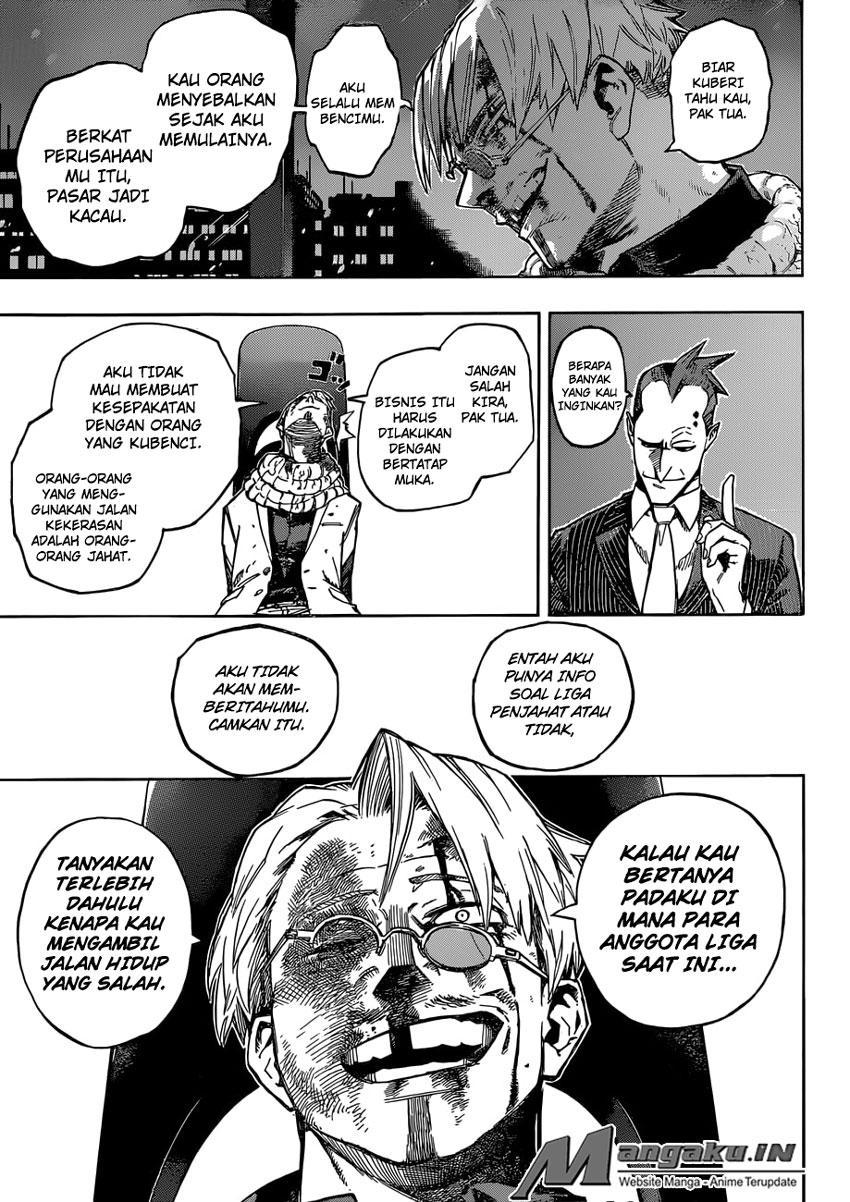 BIAR
KUBERI
TAHU KAU,
PAK TUA.
AKU
SELALU MEM
BENCIMU.
KAU ORANG
MENYEBALKAN
SEJAK AKU
MEMULAINYA.
BERKAT
PERUSAHAAN
MU ITU,
PASAR JADI
KACAU.
BERAPA
BANYAK
YANG KAU
INGINKAN?
JANGAN
SALAH
KIRA,
PAK TUA.
BISNIS ITU
HARUS
DILAKUKAN
DENGAN
BERTATAP
MUKA.
ゴッ
AKU TIDAK
MAU MEMBUAT
KESEPAKATAN
DENGAN ORANG
YANG KUBENCI.
ORANG-ORANG
YANG MENG-
GUNAKAN JALAN
KEKERASAN
ADALAH ORANG-
ORANG JAHAT.
ENTAH AKU
PUNYA INFO
SOAL LIGA
PENJAHAT ATAU
TIDAK,
AKU TIDAK
AKAN MEM-
BERITAHUMU.
CAMKAN ITU.
KALAU KAU
BERTANYA
PADAKU DI
MANA PARA
ANGGOTA LIGA
SAAT INI...
TANYAKAN
TERLEBIH
DAHULU
KENAPA KAU
MENGAMBIL
JALAN HIDUP
YANG SALAH.
Mangaku.IN
Website Manga - Anime Terupdate